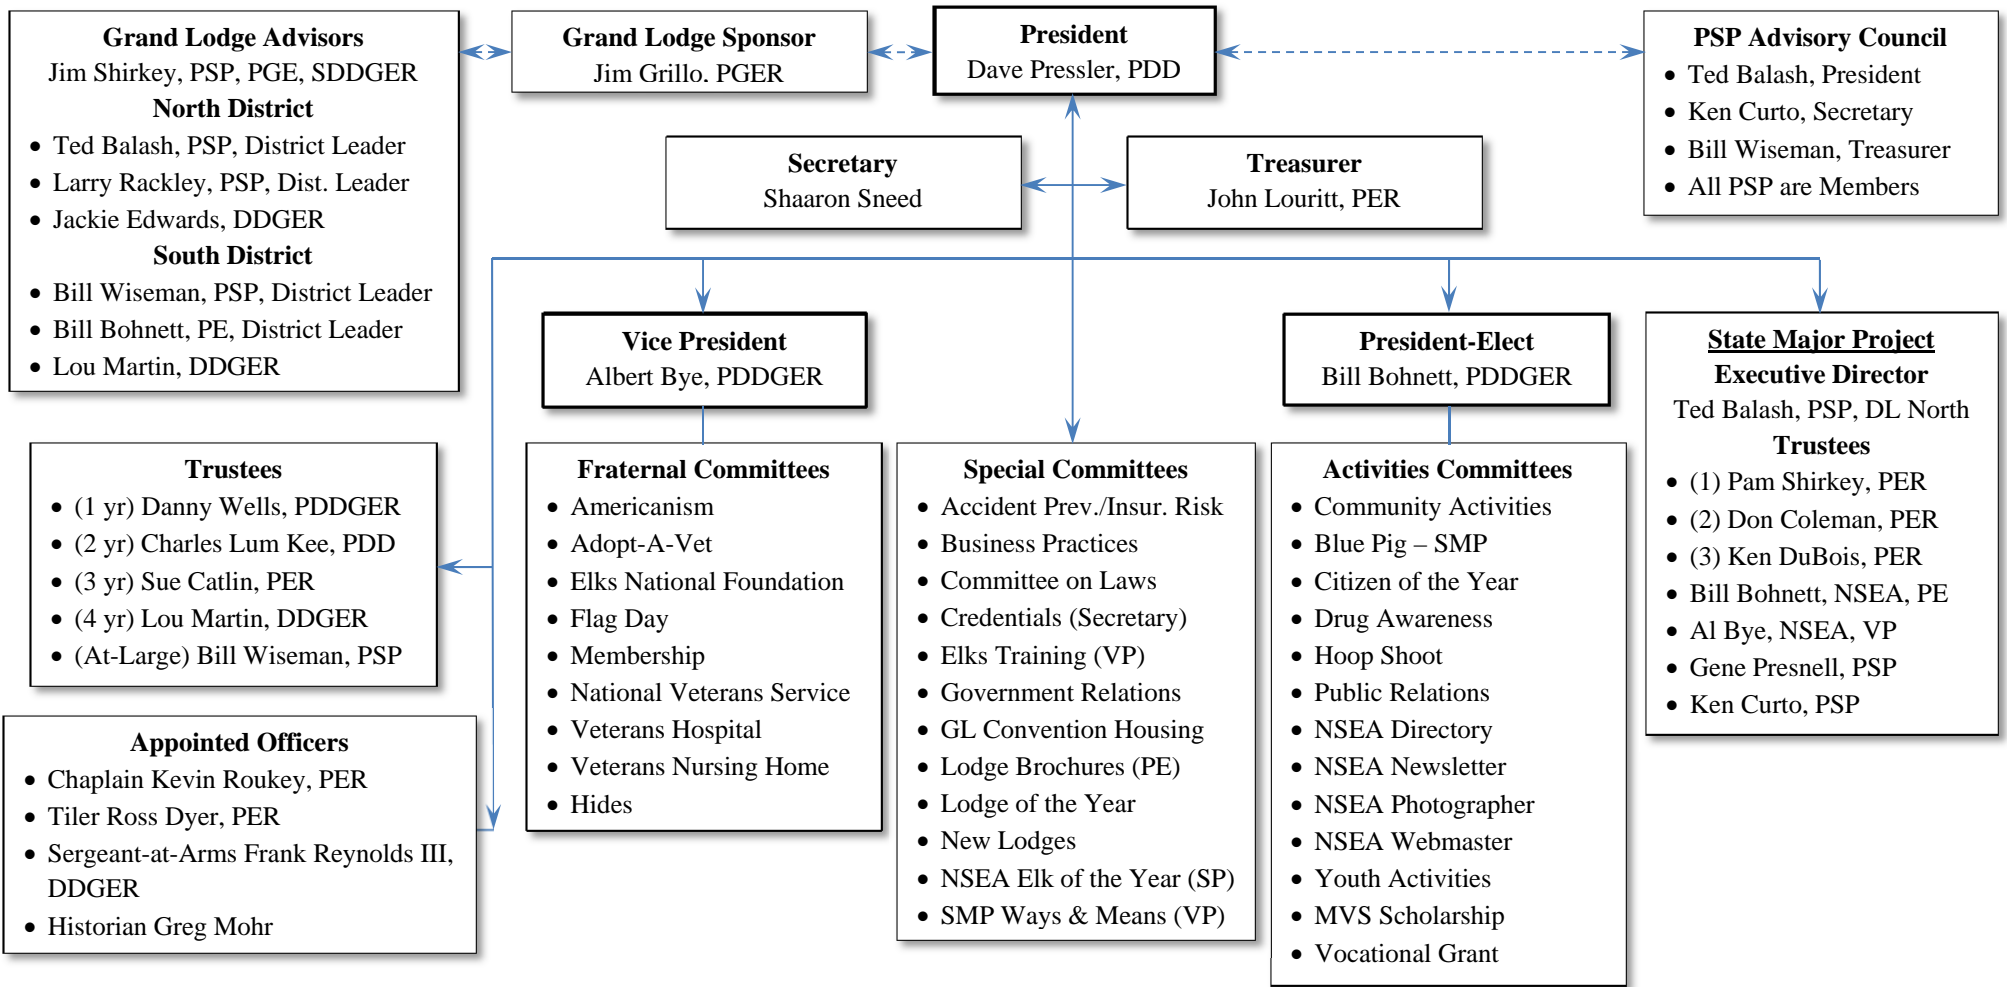 Grand Lodge Advisors
Jim Shirkey, PSP, PGE, SDDGER
North District
• Ted Balash, PSP, District Leader
• Larry Rackley, PSP, Dist. Leader
• Jackie Edwards, DDGER
South District
• Bill Wiseman, PSP, District Leader
• Bill Bohnett, PE, District Leader
• Lou Martin, DDGER
Grand Lodge Sponsor
Jim Grillo. PGER
President
Dave Pressler, PDD
PSP Advisory Council
• Ted Balash, President
• Ken Curto, Secretary
• Bill Wiseman, Treasurer
• All PSP are Members
Secretary
Shaaron Sneed
Treasurer
John Louritt, PER
Vice President
Albert Bye, PDDGER
President-Elect
Bill Bohnett, PDDGER
State Major Project
Executive Director
Ted Balash, PSP, DL North
Trustees
• (1) Pam Shirkey, PER
• (2) Don Coleman, PER
• (3) Ken DuBois, PER
• Bill Bohnett, NSEA, PE
• Al Bye, NSEA, VP
• Gene Presnell, PSP
• Ken Curto, PSP
Trustees
• (1 yr) Danny Wells, PDDGER
• (2 yr) Charles Lum Kee, PDD
• (3 yr) Sue Catlin, PER
• (4 yr) Lou Martin, DDGER
• (At-Large) Bill Wiseman, PSP
Appointed Officers
• Chaplain Kevin Roukey, PER
• Tiler Ross Dyer, PER
• Sergeant-at-Arms Frank Reynolds III,
DDGER
• Historian Greg Mohr
Fraternal Committees
• Americanism
• Adopt-A-Vet
• Elks National Foundation
• Flag Day
• Membership
• National Veterans Service
• Veterans Hospital
• Veterans Nursing Home
• Hides
Special Committees
• Accident Prev./Insur. Risk
• Business Practices
• Committee on Laws
• Credentials (Secretary)
• Elks Training (VP)
• Government Relations
• GL Convention Housing
• Lodge Brochures (PE)
• Lodge of the Year
• New Lodges
• NSEA Elk of the Year (SP)
• SMP Ways & Means (VP)
Activities Committees
• Community Activities
• Blue Pig – SMP
• Citizen of the Year
• Drug Awareness
• Hoop Shoot
• Public Relations
• NSEA Directory
• NSEA Newsletter
• NSEA Photographer
• NSEA Webmaster
• Youth Activities
• MVS Scholarship
• Vocational Grant